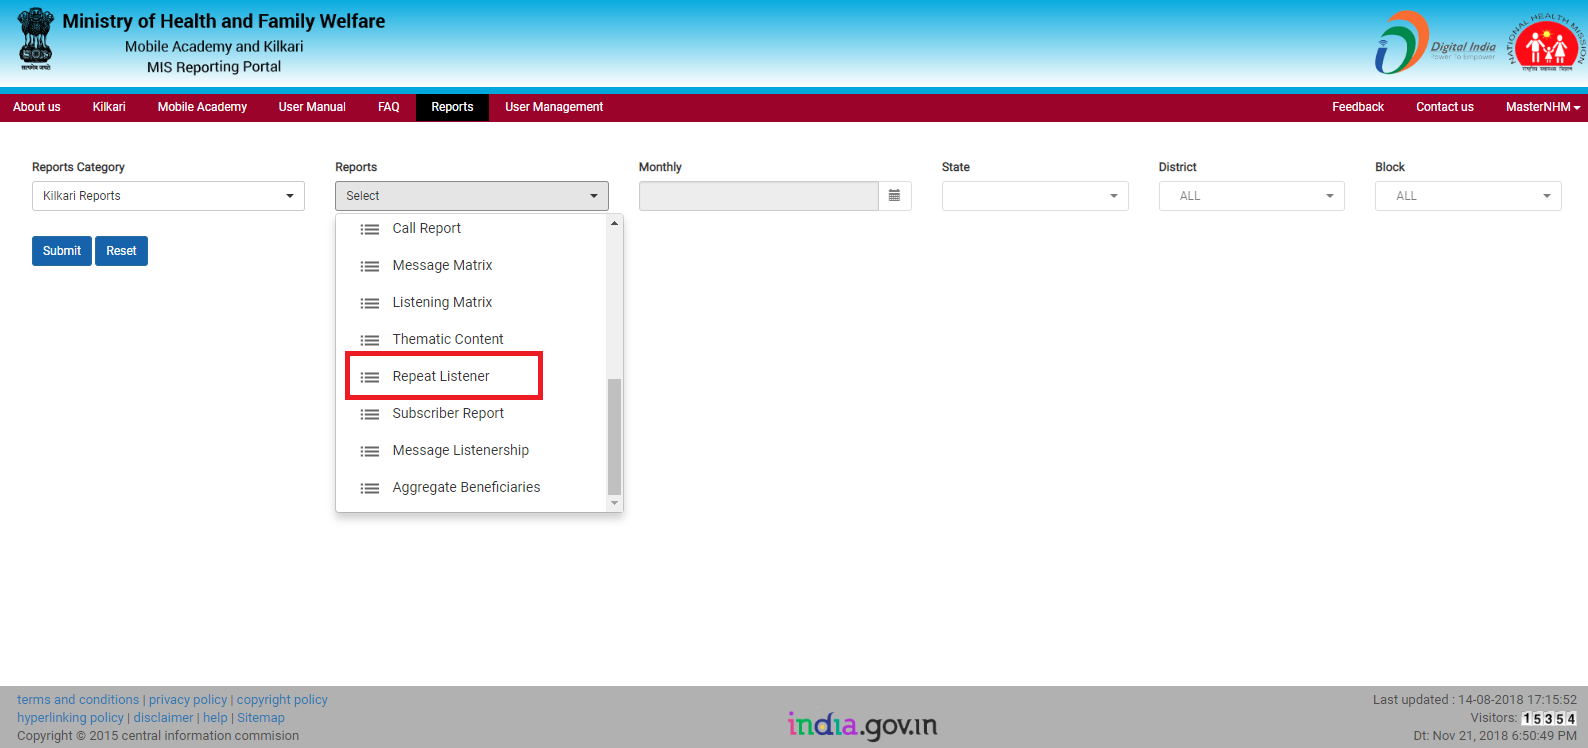 Ministry of Health and Family Welfare
Mobile Academy and Kilkari
MIS Reporting Portal
सत्यमेव जयते
Digital India
Power To Empower
NATIONAL HEALTH MISSION
राष्ट्रीय स्वास्थ्य मिशन
About us Kilkari Mobile Academy User Manual FAQ Reports User Management Feedback Contact us MasterNHM
Reports Category Reports Monthly State District Block
Kilkari Reports Select ALL ALL
Submit Reset
Call Report
Message Matrix
Listening Matrix
Thematic Content
Repeat Listener
Subscriber Report
Message Listenership
Aggregate Beneficiaries
terms and conditions | privacy policy | copyright policy
hyperlinking policy | disclaimer | help | Sitemap
Copyright © 2015 central information commision
india.gov.in
Last updated : 14-08-2018 17:15:52
Visitors: 15354
Dt: Nov 21, 2018 6:50:49 PM